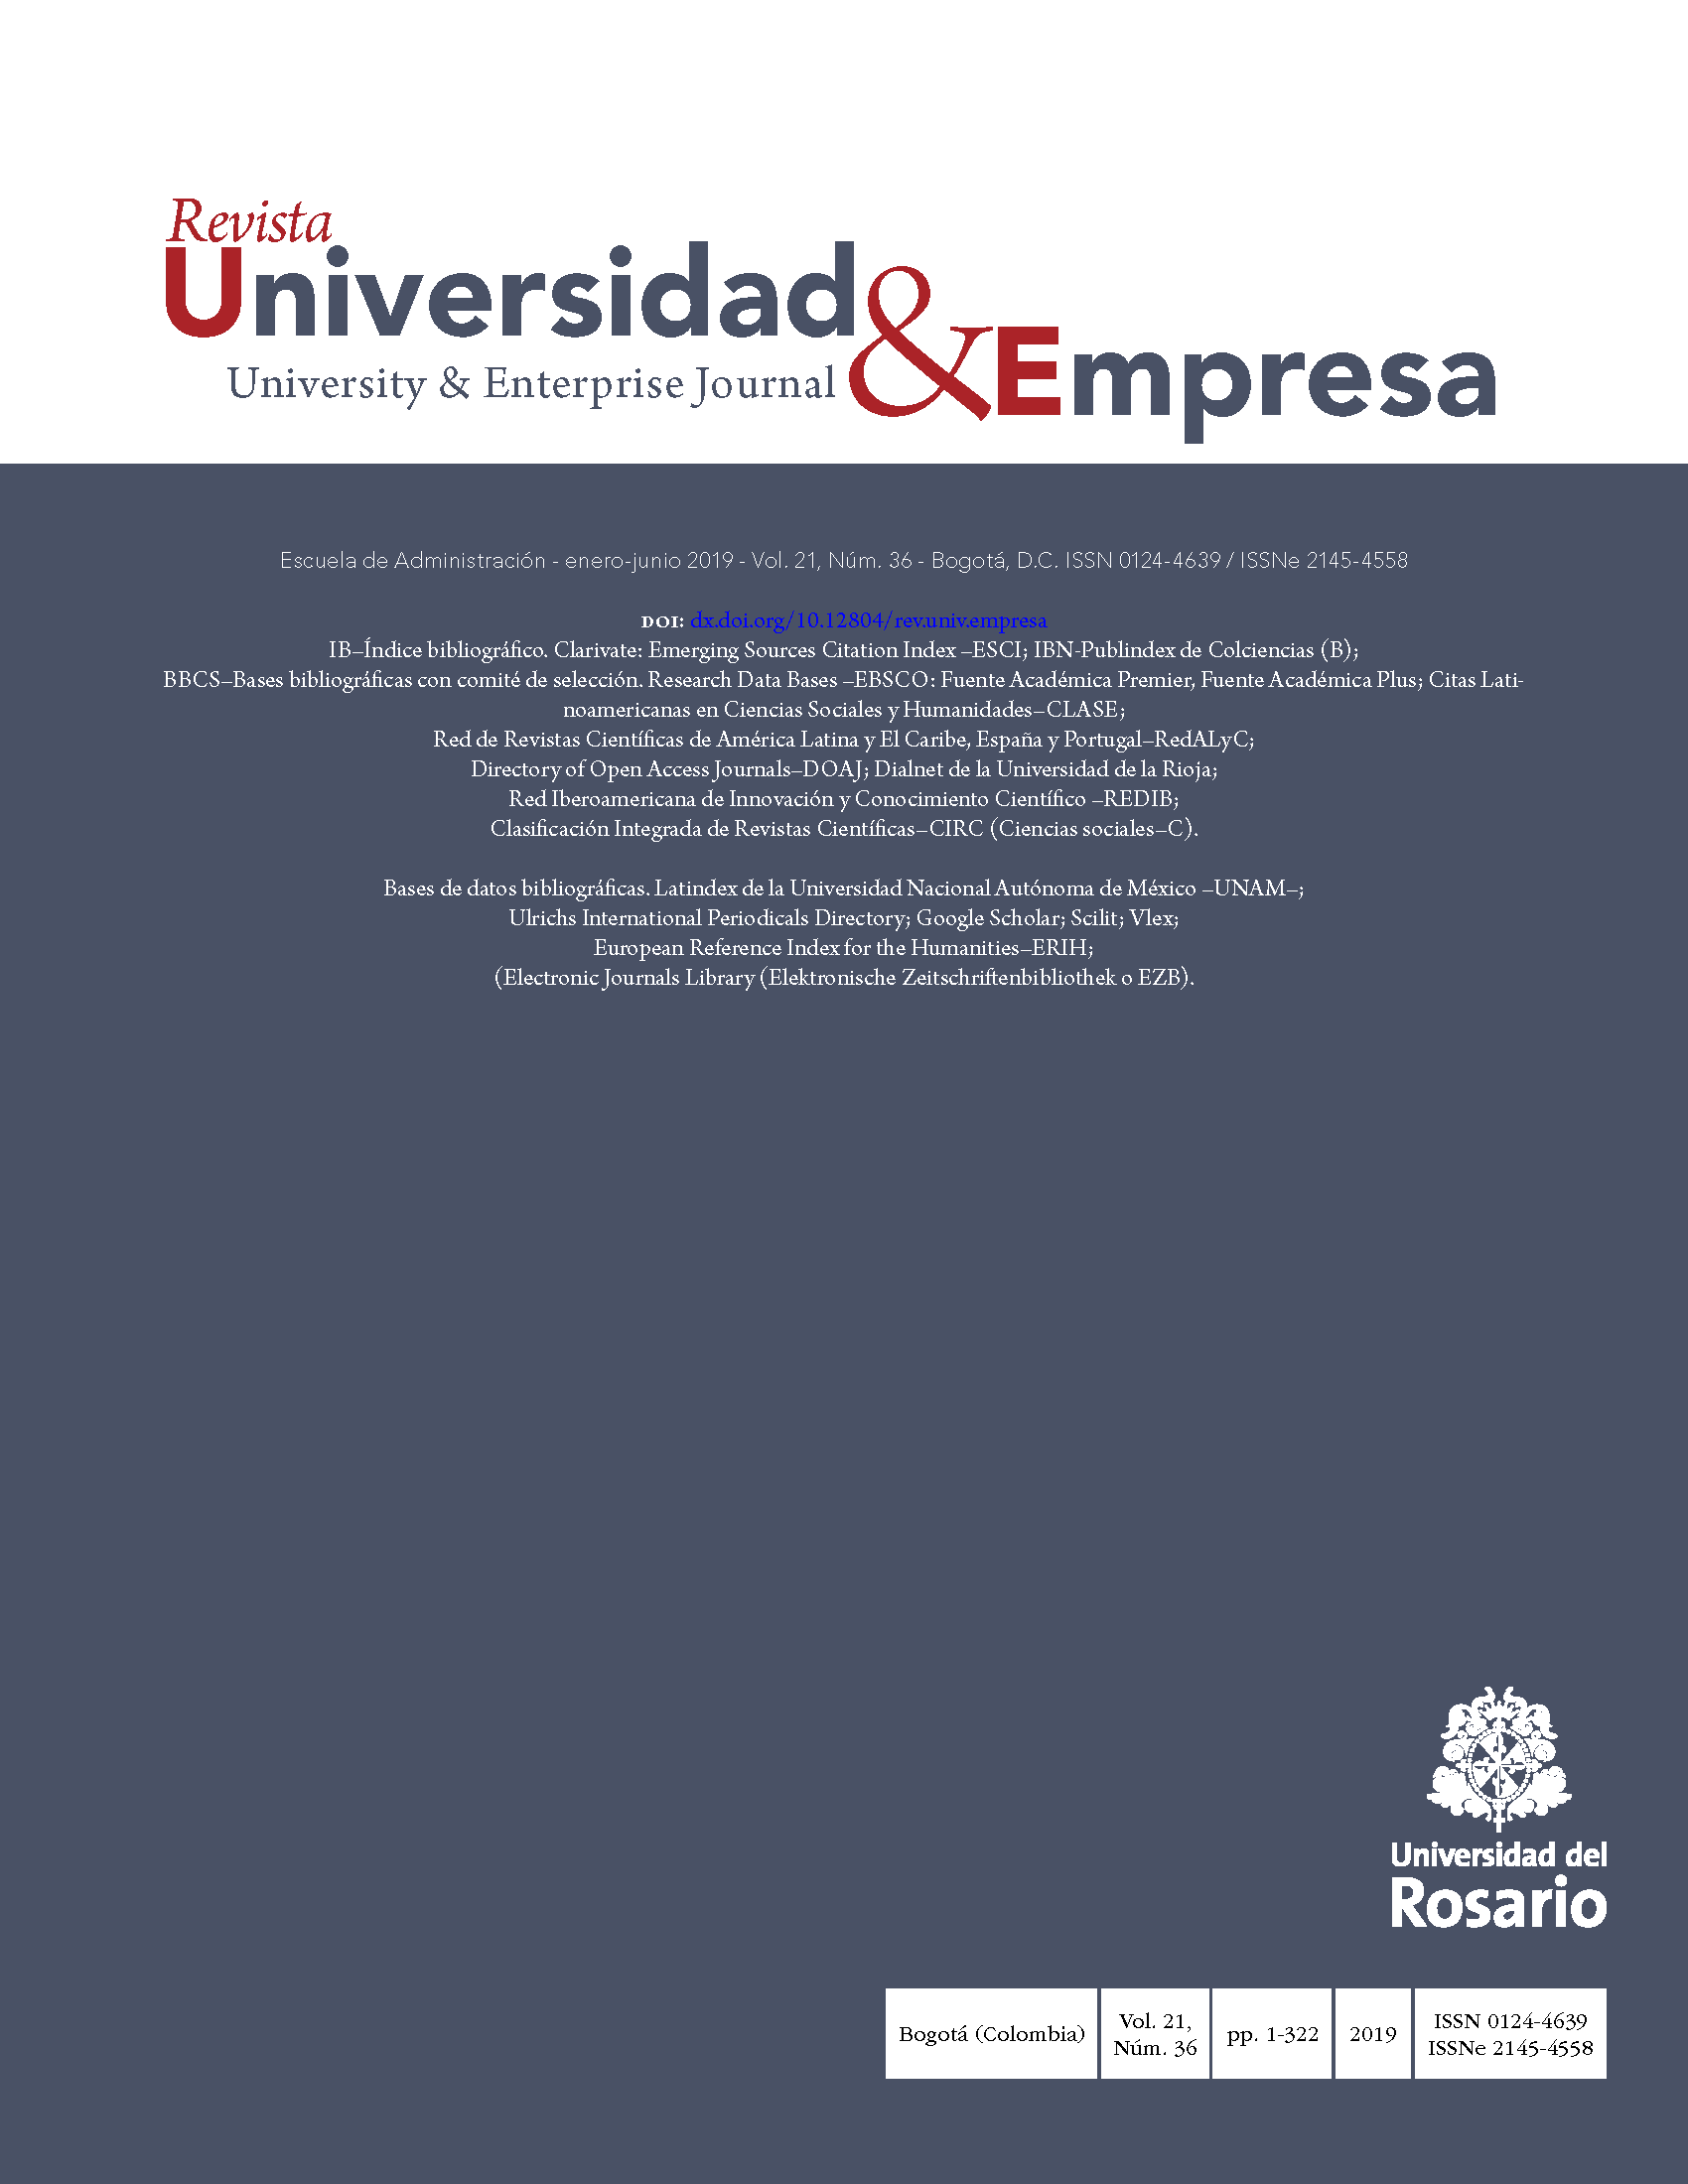 Revista
Universidad
&Empresa
University & Enterprise Journal
Escuela de Administración - enero-junio 2019 - Vol. 21, Núm. 36 - Bogotá, D.C. ISSN 0124-4639 / ISSNe 2145-4558
DOI: dx.doi.org/10.12804/rev.univ.empresa
IB–Índice bibliográfico. Clarivate: Emerging Sources Citation Index –ESCI; IBN-Publindex de Colciencias (B);
BBCS–Bases bibliográficas con comité de selección. Research Data Bases –EBSCO: Fuente Académica Premier, Fuente Académica Plus; Citas Lati-
noamericanas en Ciencias Sociales y Humanidades–CLASE;
Red de Revistas Científicas de América Latina y El Caribe, España y Portugal–RedALyC;
Directory of Open Access Journals–DOAJ; Dialnet de la Universidad de la Rioja;
Red Iberoamericana de Innovación y Conocimiento Científico –REDIB;
Clasificación Integrada de Revistas Científicas–CIRC (Ciencias sociales–C).
Bases de datos bibliográficas. Latindex de la Universidad Nacional Autónoma de México –UNAM–;
Ulrichs International Periodicals Directory; Google Scholar; Scilit; Vlex;
European Reference Index for the Humanities–ERIH;
(Electronic Journals Library (Elektronische Zeitschriftenbibliothek o EZB).
Universidad del
Rosario
Bogotá (Colombia)
Vol. 21,
Núm. 36
pp. 1-322
2019
ISSN 0124-4639
ISSNe 2145-4558